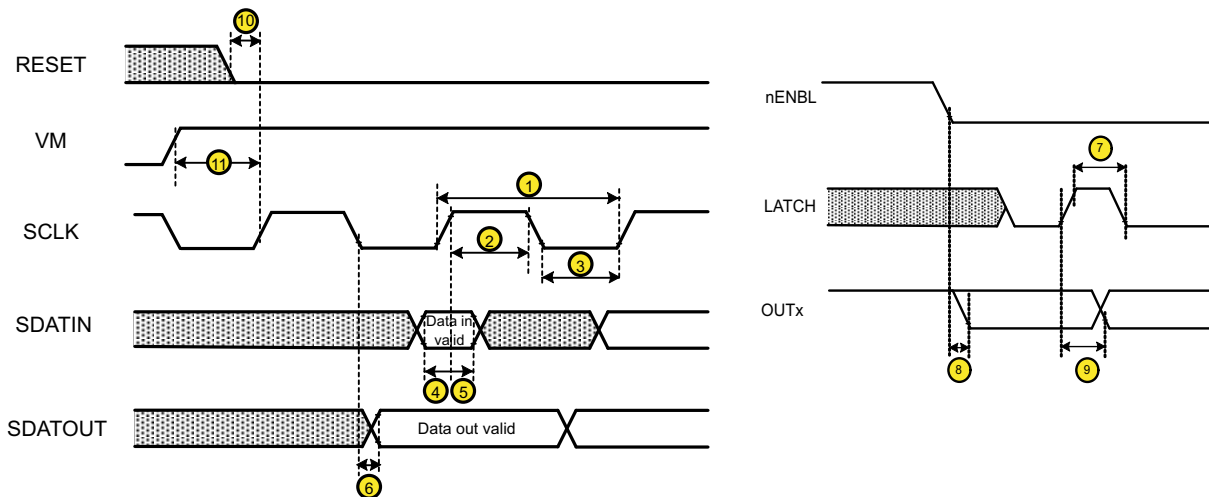 10
RESET
VM
11
1
SCLK
2
3
SDATIN
Data in
valid
4
5
SDATOUT
Data out valid
6
nENBL
7
LATCH
OUTx
8
9